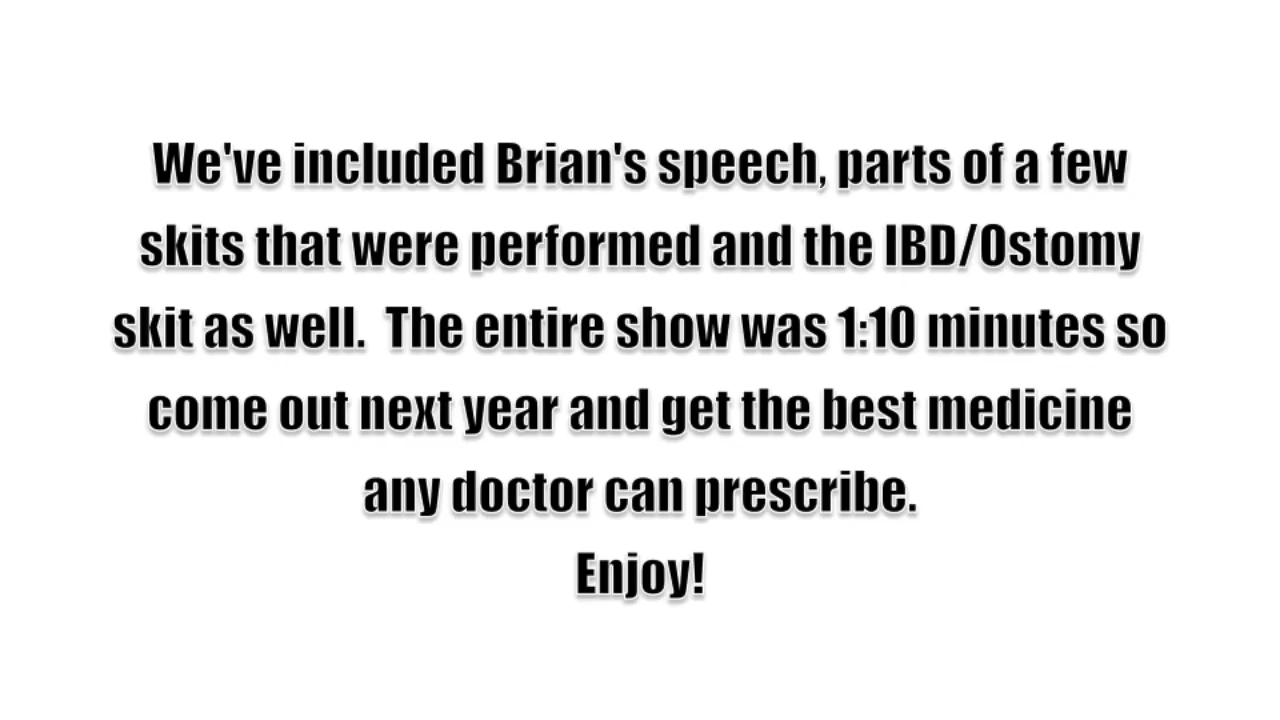 We've included Brian's speech, parts of a few
skits that were performed and the IBD/Ostomy
skit as well.  The entire show was 1:10 minutes so
come out next year and get the best medicine
any doctor can prescribe.
Enjoy!